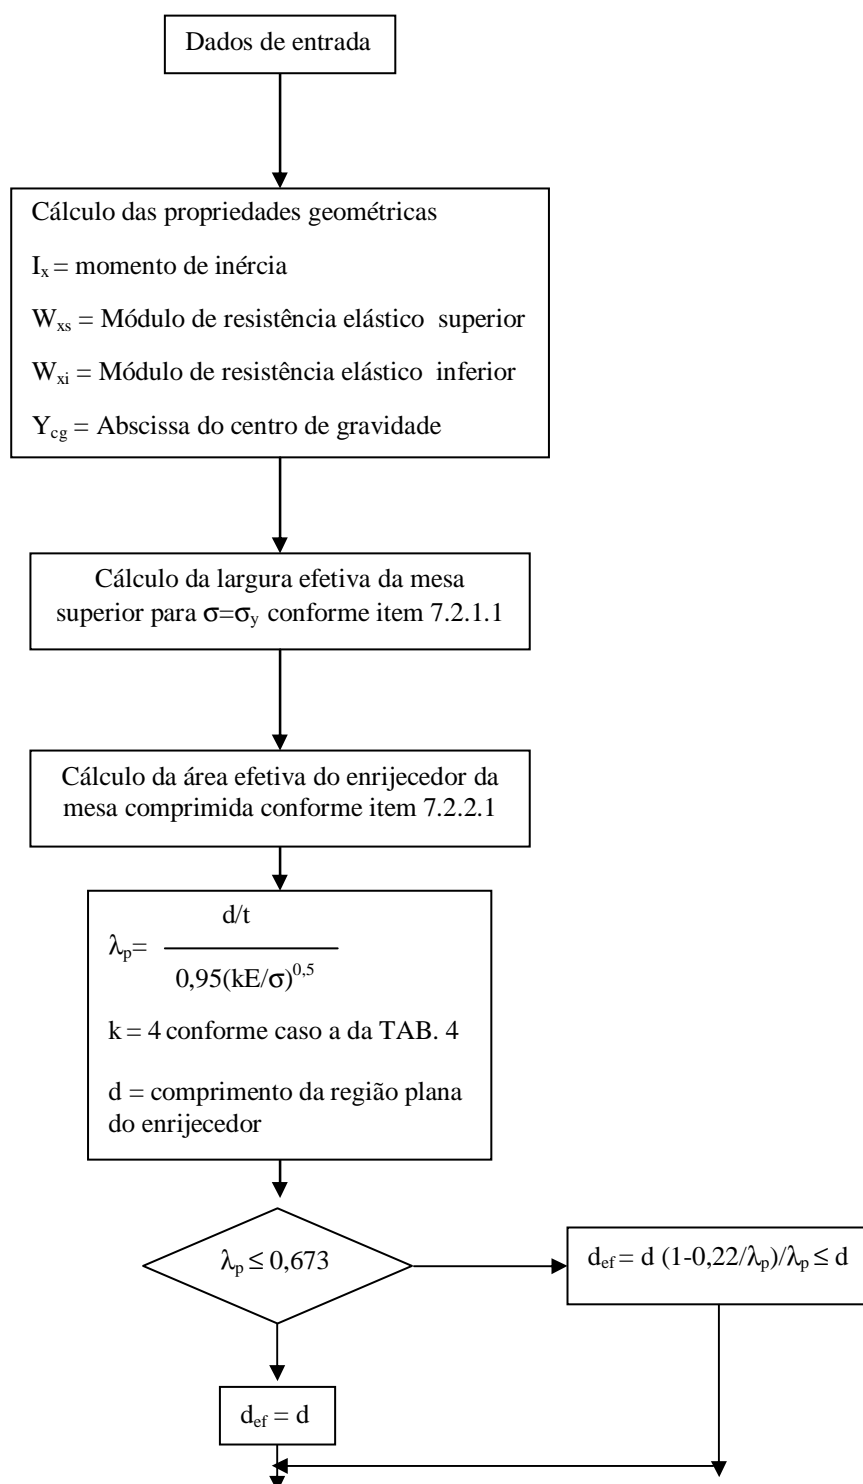 Dados de entrada
Cálculo das propriedades geométricas
Iₓ = momento de inércia
Wₓₛ = Módulo de resistência elástico superior
Wₓᵢ = Módulo de resistência elástico inferior
Y_cg = Abscissa do centro de gravidade
Cálculo da largura efetiva da mesa
superior para σ=σ_y conforme item 7.2.1.1
Cálculo da área efetiva do enrijecedor da
mesa comprimida conforme item 7.2.2.1
d/t
λₚ=
0,95(kE/σ)^0,5
k = 4 conforme caso a da TAB. 4
d = comprimento da região plana
do enrijecedor
λₚ ≤ 0,673
d_ef = d (1-0,22/λₚ)/λₚ ≤ d
d_ef = d